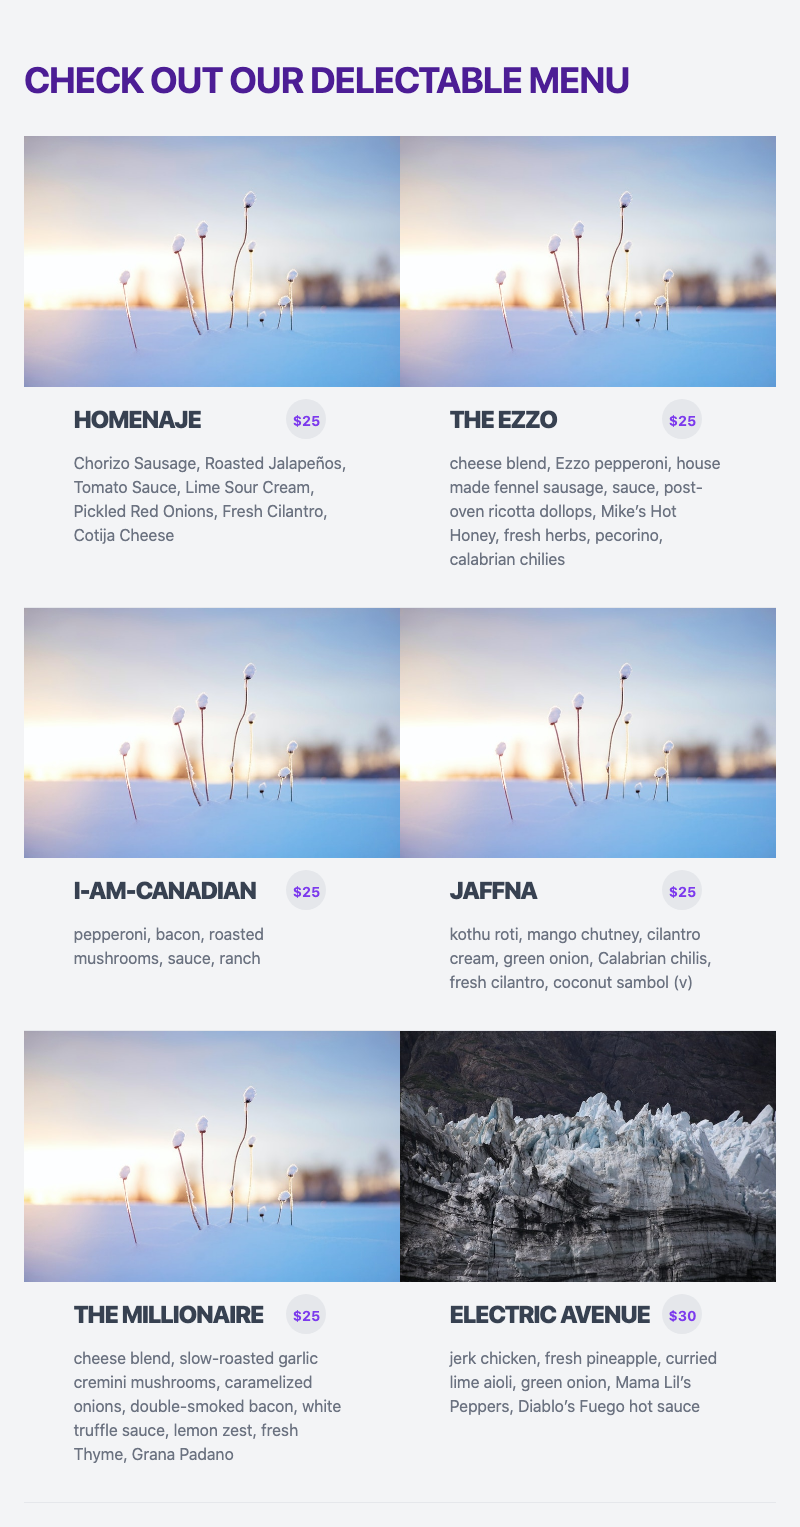 CHECK OUT OUR DELECTABLE MENU
HOMENAJE $25
Chorizo Sausage, Roasted Jalapeños,
Tomato Sauce, Lime Sour Cream,
Pickled Red Onions, Fresh Cilantro,
Cotija Cheese
THE EZZO $25
cheese blend, Ezzo pepperoni, house
made fennel sausage, sauce, post-
oven ricotta dollops, Mike’s Hot
Honey, fresh herbs, pecorino,
calabrian chilies
I-AM-CANADIAN $25
pepperoni, bacon, roasted
mushrooms, sauce, ranch
JAFFNA $25
kothu roti, mango chutney, cilantro
cream, green onion, Calabrian chilis,
fresh cilantro, coconut sambol (v)
THE MILLIONAIRE $25
cheese blend, slow-roasted garlic
cremini mushrooms, caramelized
onions, double-smoked bacon, white
truffle sauce, lemon zest, fresh
Thyme, Grana Padano
ELECTRIC AVENUE $30
jerk chicken, fresh pineapple, curried
lime aioli, green onion, Mama Lil’s
Peppers, Diablo’s Fuego hot sauce